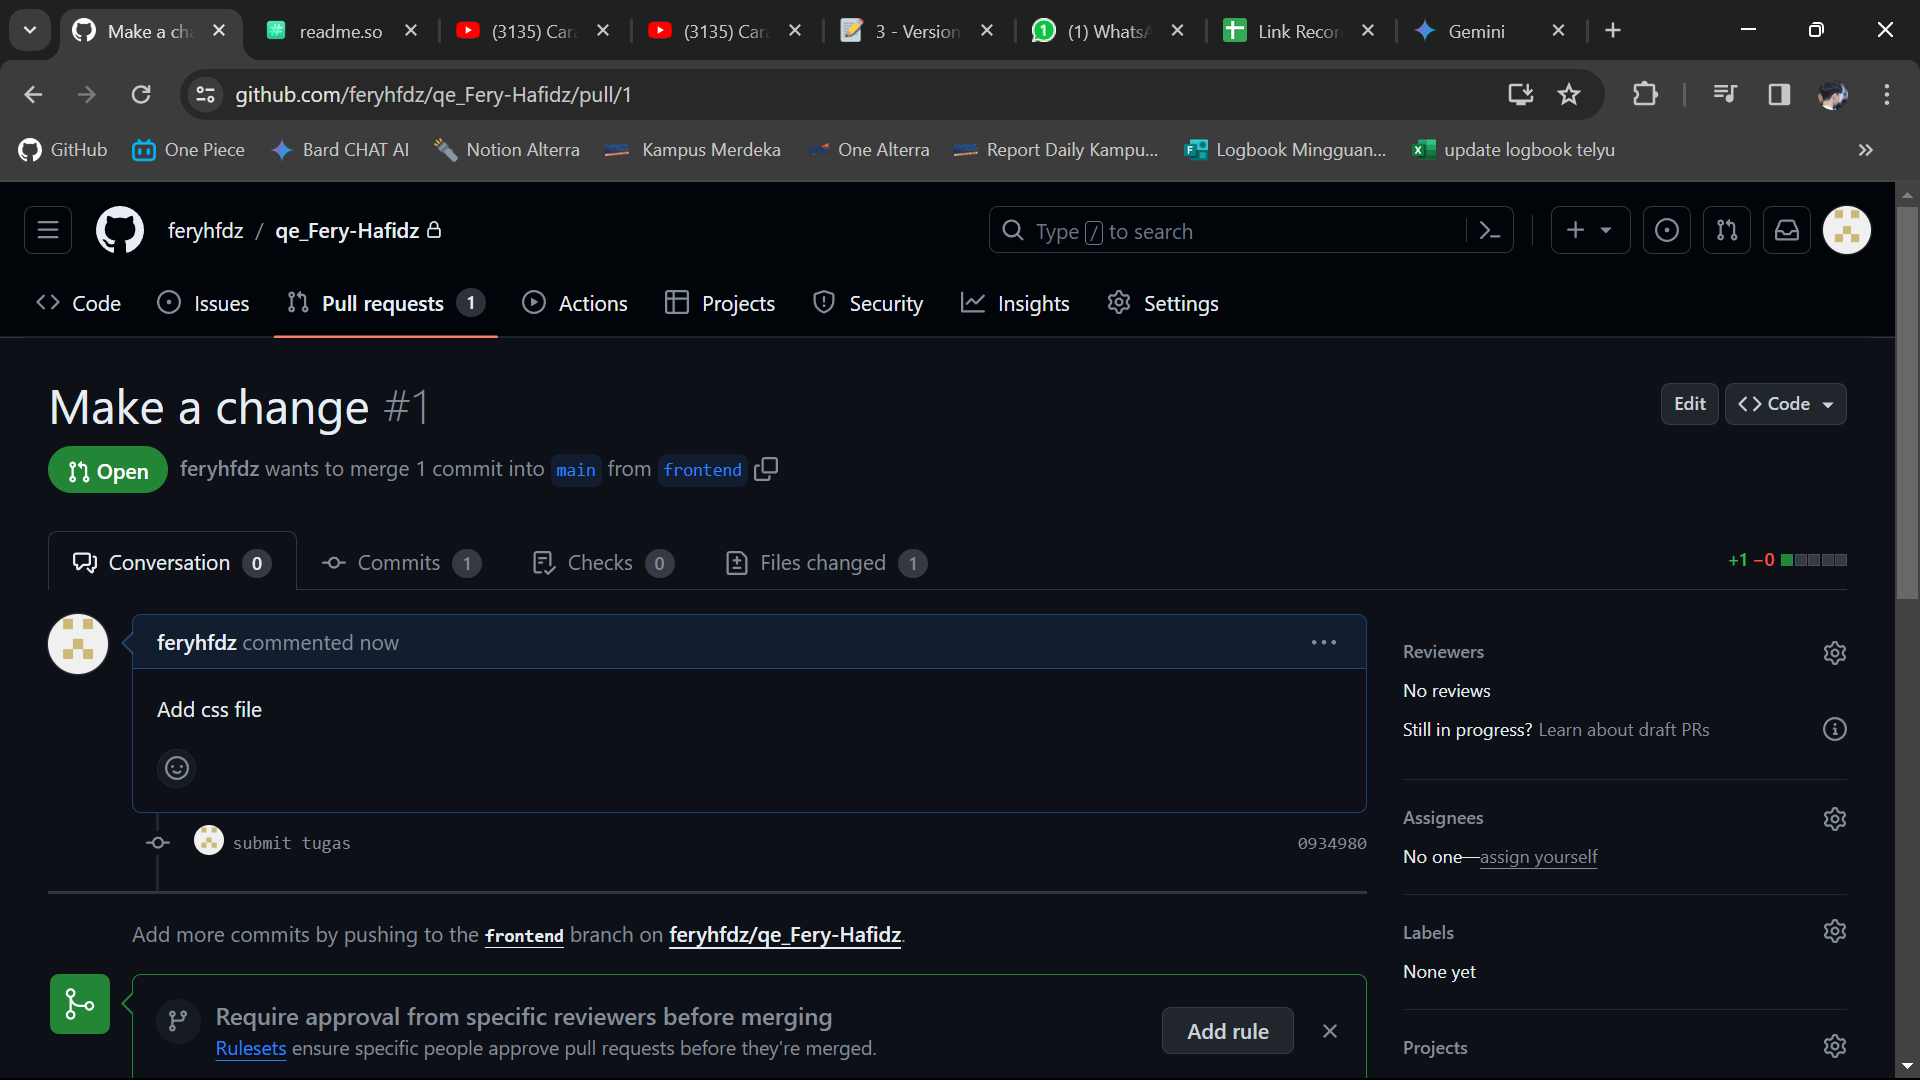 Make a ch
readme.so
(3135) Car
(3135) Car
3 - Version
(1) Whats
Link Recor
Gemini
github.com/feryhfdz/qe_Fery-Hafidz/pull/1
GitHub
One Piece
Bard CHAT AI
Notion Alterra
Kampus Merdeka
One Alterra
Report Daily Kampu...
Logbook Mingguan...
update logbook telyu
feryhfdz / qe_Fery-Hafidz
Type / to search
Code
Issues
Pull requests 1
Actions
Projects
Security
Insights
Settings
Make a change #1
Edit
Code
Open
feryhfdz wants to merge 1 commit into main from frontend
Conversation 0
Commits 1
Checks 0
Files changed 1
+1 −0
feryhfdz commented now
Add css file
submit tugas
0934980
Add more commits by pushing to the frontend branch on feryhfdz/qe_Fery-Hafidz.
Require approval from specific reviewers before merging
Rulesets ensure specific people approve pull requests before they're merged.
Add rule
Reviewers
No reviews
Still in progress? Learn about draft PRs
Assignees
No one—assign yourself
Labels
None yet
Projects